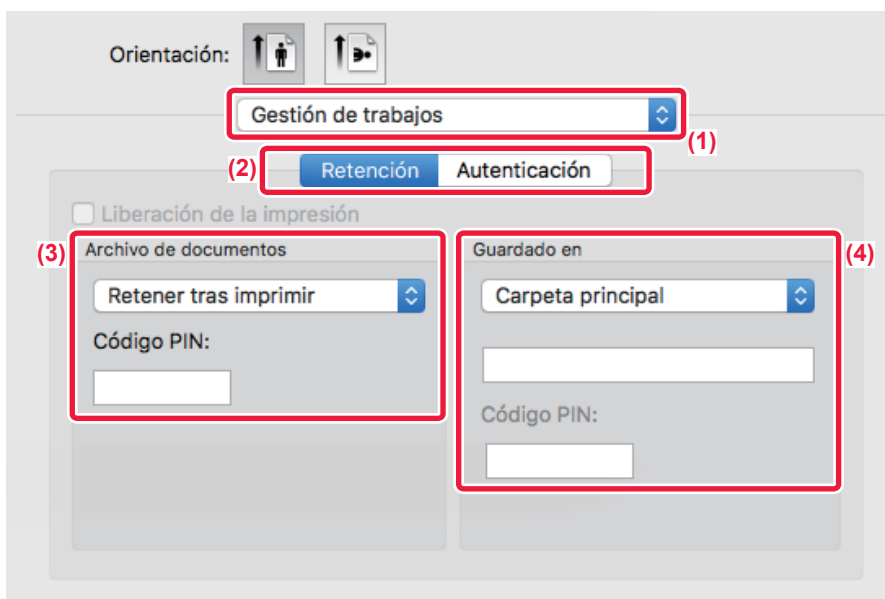 Orientación:
Gestión de trabajos
(1)
(2)
Retención Autenticación
Liberación de la impresión
(3)
Archivo de documentos
Retener tras imprimir
Código PIN:
Guardado en
(4)
Carpeta principal
Código PIN: